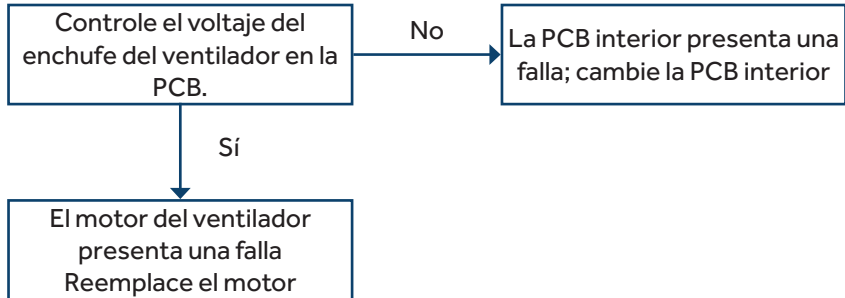 Controle el voltaje del
enchufe del ventilador en la
PCB.
No
La PCB interior presenta una
falla; cambie la PCB interior
Sí
El motor del ventilador
presenta una falla
Reemplace el motor